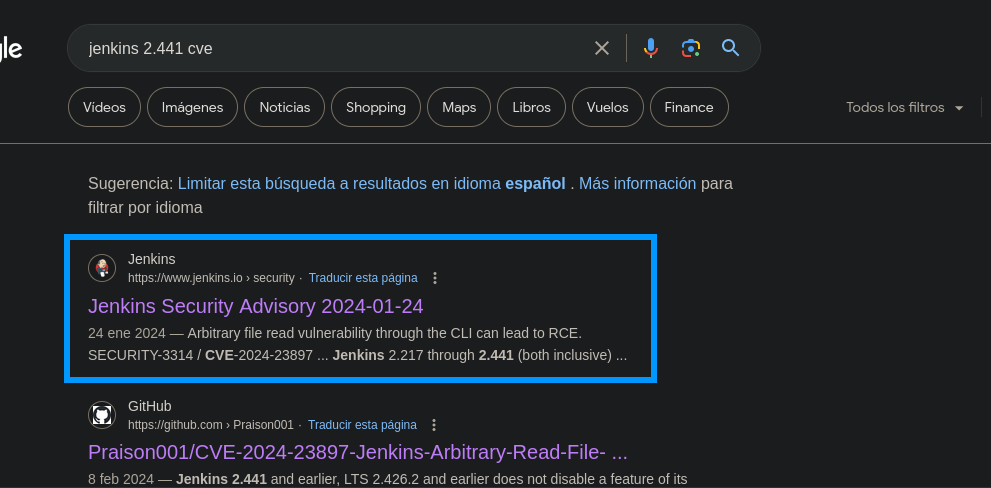 gle
jenkins 2.441 cve
Vídeos Imágenes Noticias Shopping Maps Libros Vuelos Finance Todos los filtros
Sugerencia: Limitar esta búsqueda a resultados en idioma español . Más información para
filtrar por idioma
Jenkins
https://www.jenkins.io › security · Traducir esta página
Jenkins Security Advisory 2024-01-24
24 ene 2024 — Arbitrary file read vulnerability through the CLI can lead to RCE.
SECURITY-3314 / CVE-2024-23897 ... Jenkins 2.217 through 2.441 (both inclusive) ...
GitHub
https://github.com › Praison001 · Traducir esta página
Praison001/CVE-2024-23897-Jenkins-Arbitrary-Read-File- ...
8 feb 2024 — Jenkins 2.441 and earlier, LTS 2.426.2 and earlier does not disable a feature of its